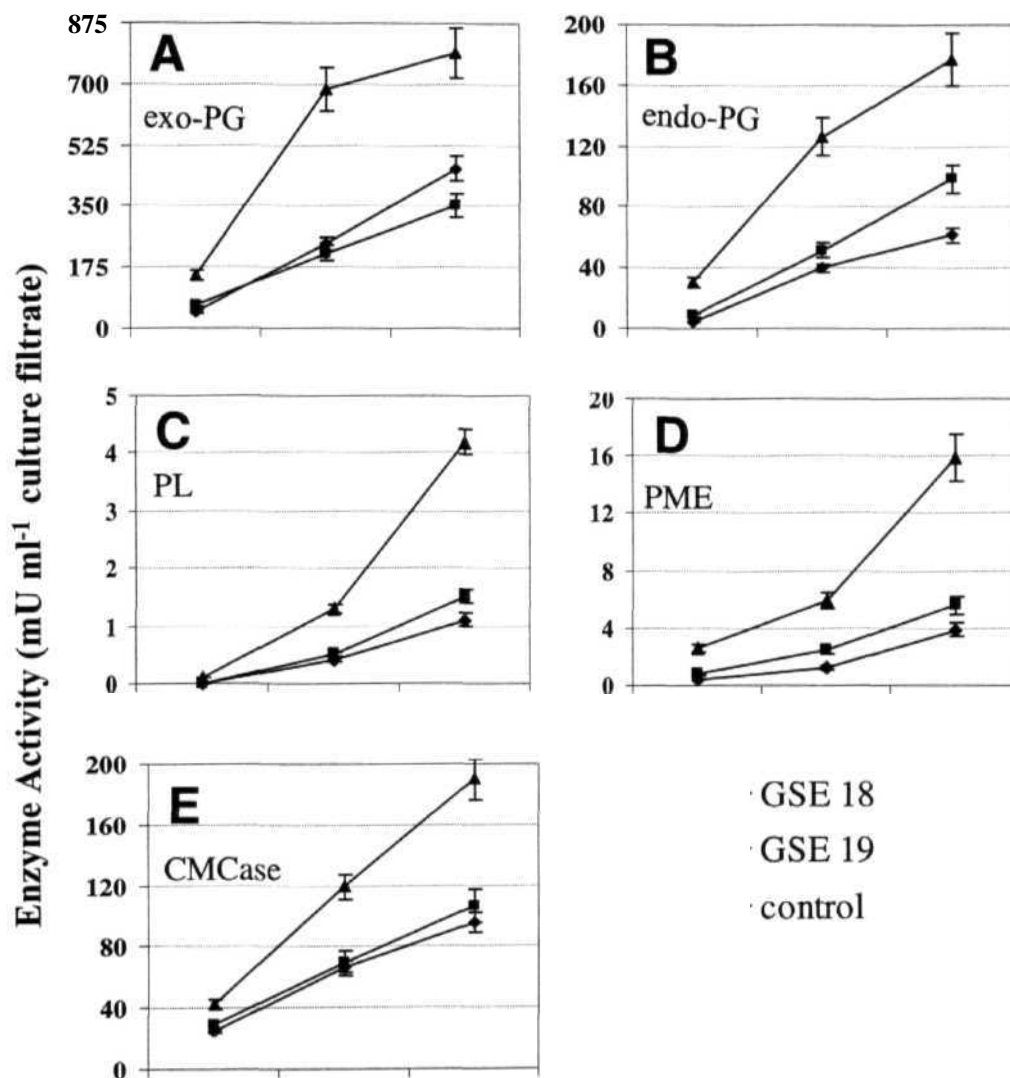 Enzyme Activity (mU ml⁻¹ culture filtrate)
875
700
525
350
175
0
A
exo-PG
200
160
120
80
40
0
B
endo-PG
5
4
3
2
1
0
C
PL
20
16
12
8
4
0
D
PME
200
160
120
80
40
0
E
CMCase
GSE 18
GSE 19
control